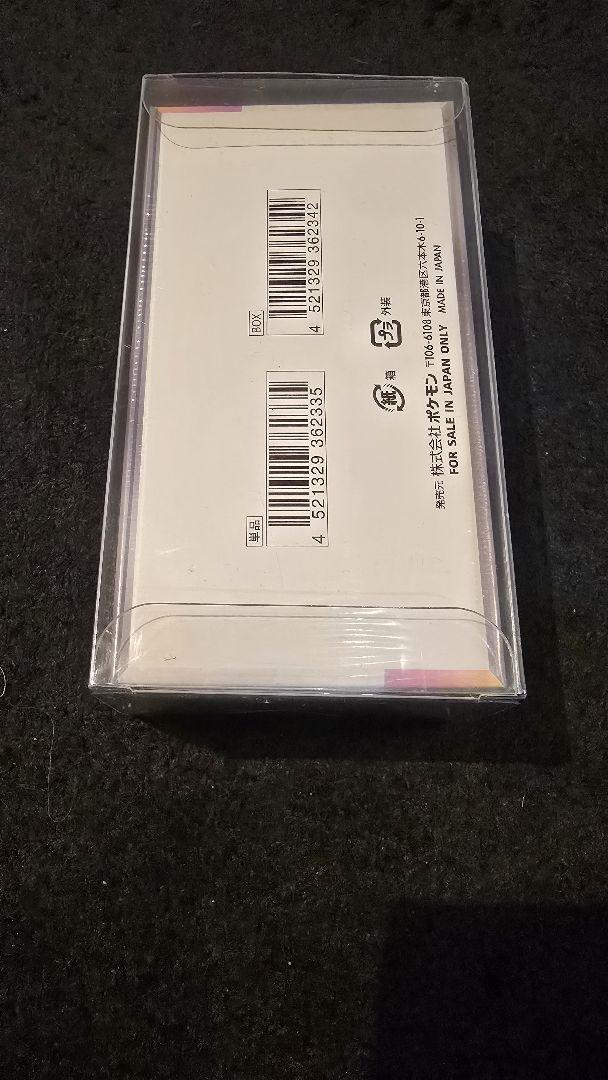 BOX
4 521329 362342
単品
4 521329 362335
紙 箱
プラ 外装
発売元 株式会社ポケモン 〒106-6108 東京都港区六本木6-10-1
FOR SALE IN JAPAN ONLY MADE IN JAPAN